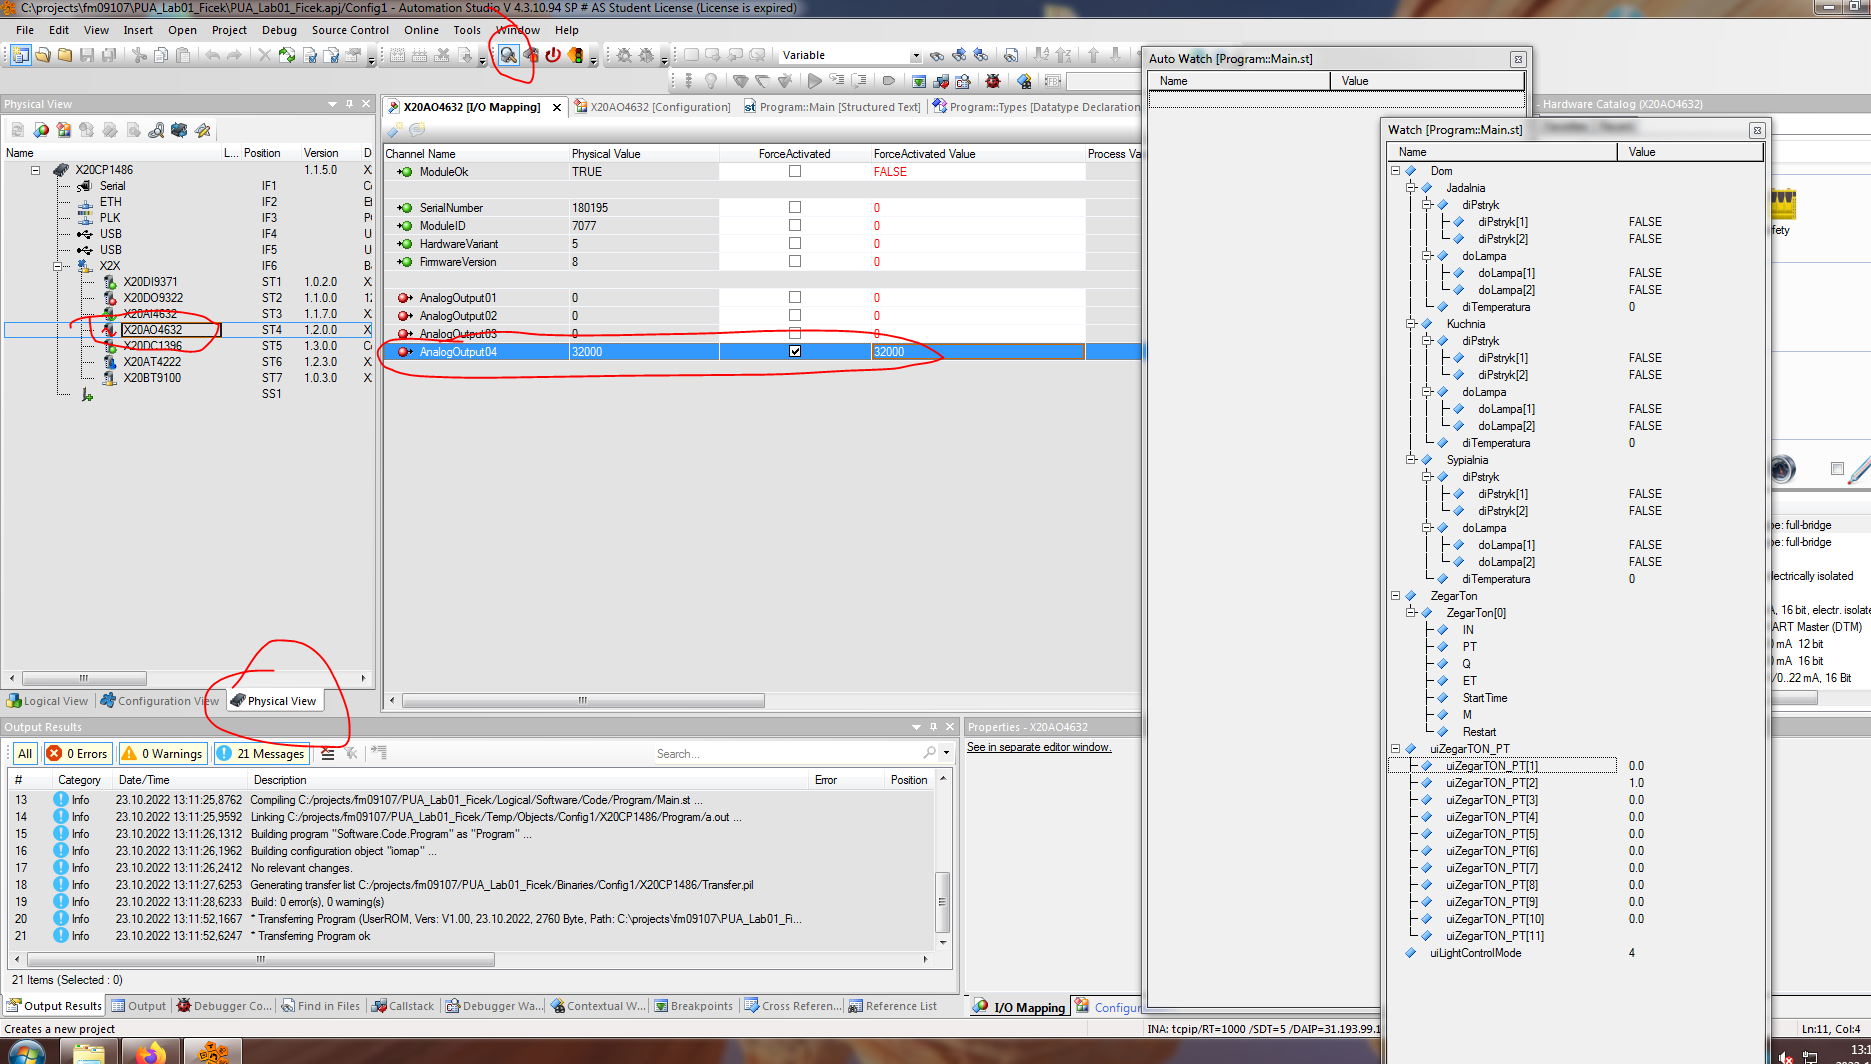 C:\projects\fm09107\PUA_Lab01_Ficek\PUA_Lab01_Ficek.apj/Config1 - Automation Studio V 4.3.10.94 SP # AS Student License (License is expired)
File Edit View Insert Open Project Debug Source Control Online Tools Window Help
Variable
Physical View
Name L... Position Version D
X20CP1486 1.1.5.0 X
Serial IF1
ETH IF2
PLK IF3
USB IF4 U
USB IF5 U
X2X IF6
X20DI9371 ST1 1.0.2.0 X
X20DO9322 ST2 1.1.0.0 12
X20AI4632 ST3 1.1.7.0 X
X20AO4632 ST4 1.2.0.0 X
X20DC1396 ST5 1.3.0.0
X20AT4222 ST6 1.2.3.0 X
X20BT9100 ST7 1.0.3.0 X
SS1
Logical View Configuration View Physical View
X20AO4632 [I/O Mapping] X20AO4632 [Configuration] Program::Main [Structured Text] Program::Types [Datatype Declaration
Channel Name Physical Value ForceActivated ForceActivated Value Process Va
ModuleOk TRUE FALSE
SerialNumber 180195 0
ModuleID 7077 0
HardwareVariant 5 0
FirmwareVersion 8 0
AnalogOutput01 0 0
AnalogOutput02 0 0
AnalogOutput03 0 0
AnalogOutput04 32000 32000
Auto Watch [Program::Main.st]
Name Value
- Hardware Catalog (X20AO4632)
Watch [Program::Main.st]
Name Value
Dom
Jadalnia
diPstryk
diPstryk[1] FALSE
diPstryk[2] FALSE
doLampa
doLampa[1] FALSE
doLampa[2] FALSE
diTemperatura 0
Kuchnia
diPstryk
diPstryk[1] FALSE
diPstryk[2] FALSE
doLampa
doLampa[1] FALSE
doLampa[2] FALSE
diTemperatura 0
Sypialnia
diPstryk
diPstryk[1] FALSE
diPstryk[2] FALSE
doLampa
doLampa[1] FALSE
doLampa[2] FALSE
diTemperatura 0
ZegarTon
ZegarTon[0]
IN
PT
Q
ET
StartTime
M
Restart
uiZegarTON_PT
uiZegarTON_PT[1] 0.0
uiZegarTON_PT[2] 1.0
uiZegarTON_PT[3] 0.0
uiZegarTON_PT[4] 0.0
uiZegarTON_PT[5] 0.0
uiZegarTON_PT[6] 0.0
uiZegarTON_PT[7] 0.0
uiZegarTON_PT[8] 0.0
uiZegarTON_PT[9] 0.0
uiZegarTON_PT[10] 0.0
uiZegarTON_PT[11]
uiLightControlMode 4
fety
pe: full-bridge
pe: full-bridge
lectrically isolated
A, 16 bit, electr. isolate
ART Master (DTM)
0 mA 12 bit
0 mA 16 bit
/0..22 mA, 16 Bit
Output Results
All 0 Errors 0 Warnings 21 Messages Search...
# Category Date/Time Description Error Position
13 Info 23.10.2022 13:11:25,8762 Compiling C:/projects/fm09107/PUA_Lab01_Ficek/Logical/Software/Code/Program/Main.st ...
14 Info 23.10.2022 13:11:25,9592 Linking C:/projects/fm09107/PUA_Lab01_Ficek/Temp/Objects/Config1/X20CP1486/Program/a.out ...
15 Info 23.10.2022 13:11:26,1312 Building program "Software.Code.Program" as "Program" ...
16 Info 23.10.2022 13:11:26,1962 Building configuration object "iomap" ...
17 Info 23.10.2022 13:11:26,2412 No relevant changes.
18 Info 23.10.2022 13:11:27,6253 Generating transfer list C:/projects/fm09107/PUA_Lab01_Ficek/Binaries/Config1/X20CP1486/Transfer.pil
19 Info 23.10.2022 13:11:28,6233 Build: 0 error(s), 0 warning(s)
20 Info 23.10.2022 13:11:52,1667 * Transferring Program (UserROM, Vers: V1.00, 23.10.2022, 2760 Byte, Path: C:\projects\fm09107\PUA_Lab01_Fi...
21 Info 23.10.2022 13:11:52,6247 * Transferring Program ok
21 Items (Selected : 0)
Output Results Output Debugger Co... Find in Files Callstack Debugger Wa... Contextual W... Breakpoints Cross Referen... Reference List
Properties - X20AO4632
See in separate editor window.
I/O Mapping Configur
Creates a new project
INA: tcpip/RT=1000 /SDT=5 /DAIP=31.193.99.1
Ln:11, Col:4
13:1